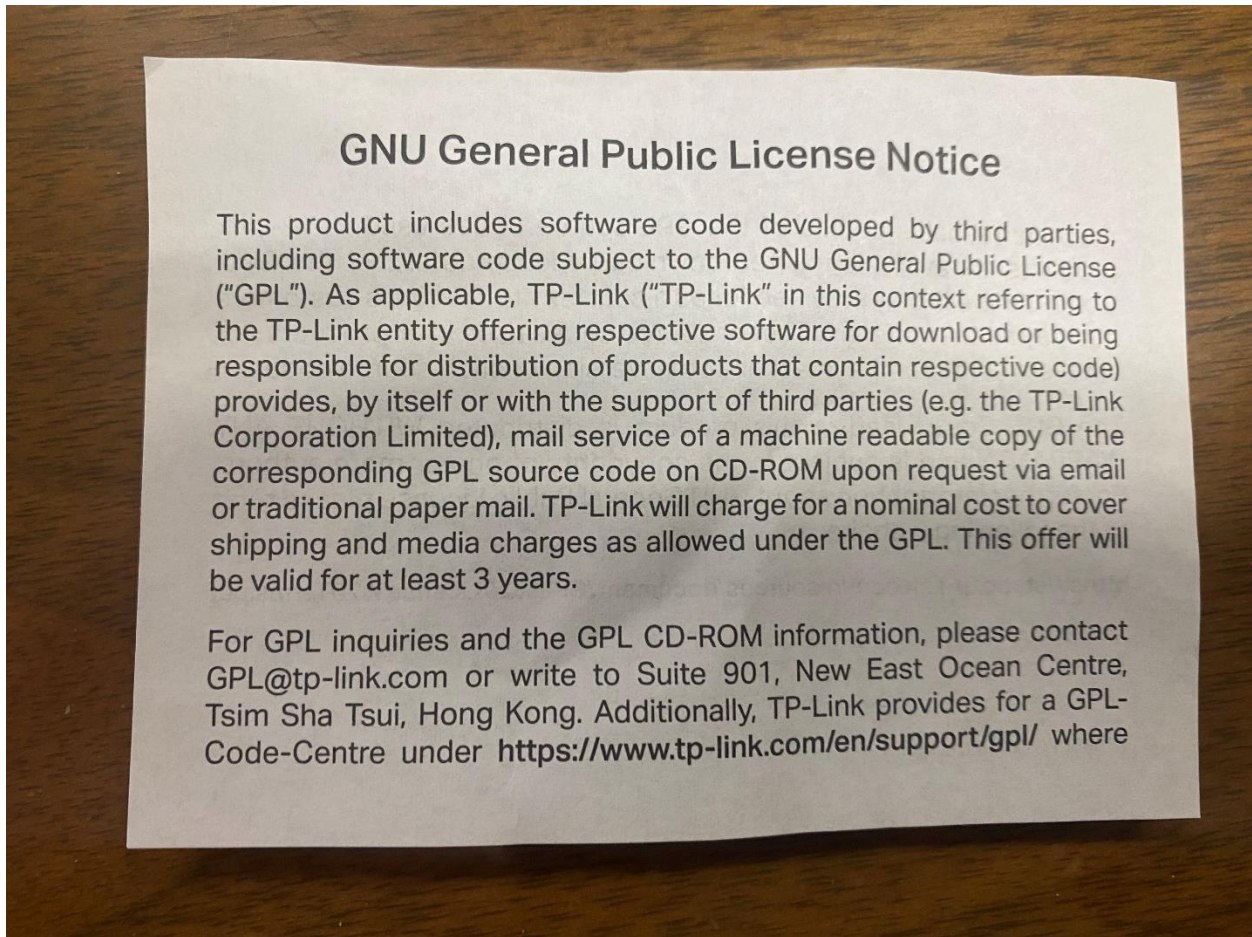 GNU General Public License Notice
This product includes software code developed by third parties,
including software code subject to the GNU General Public License
("GPL"). As applicable, TP-Link ("TP-Link" in this context referring to
the TP-Link entity offering respective software for download or being
responsible for distribution of products that contain respective code)
provides, by itself or with the support of third parties (e.g. the TP-Link
Corporation Limited), mail service of a machine readable copy of the
corresponding GPL source code on CD-ROM upon request via email
or traditional paper mail. TP-Link will charge for a nominal cost to cover
shipping and media charges as allowed under the GPL. This offer will
be valid for at least 3 years.
For GPL inquiries and the GPL CD-ROM information, please contact
GPL@tp-link.com or write to Suite 901, New East Ocean Centre,
Tsim Sha Tsui, Hong Kong. Additionally, TP-Link provides for a GPL-
Code-Centre under https://www.tp-link.com/en/support/gpl/ where